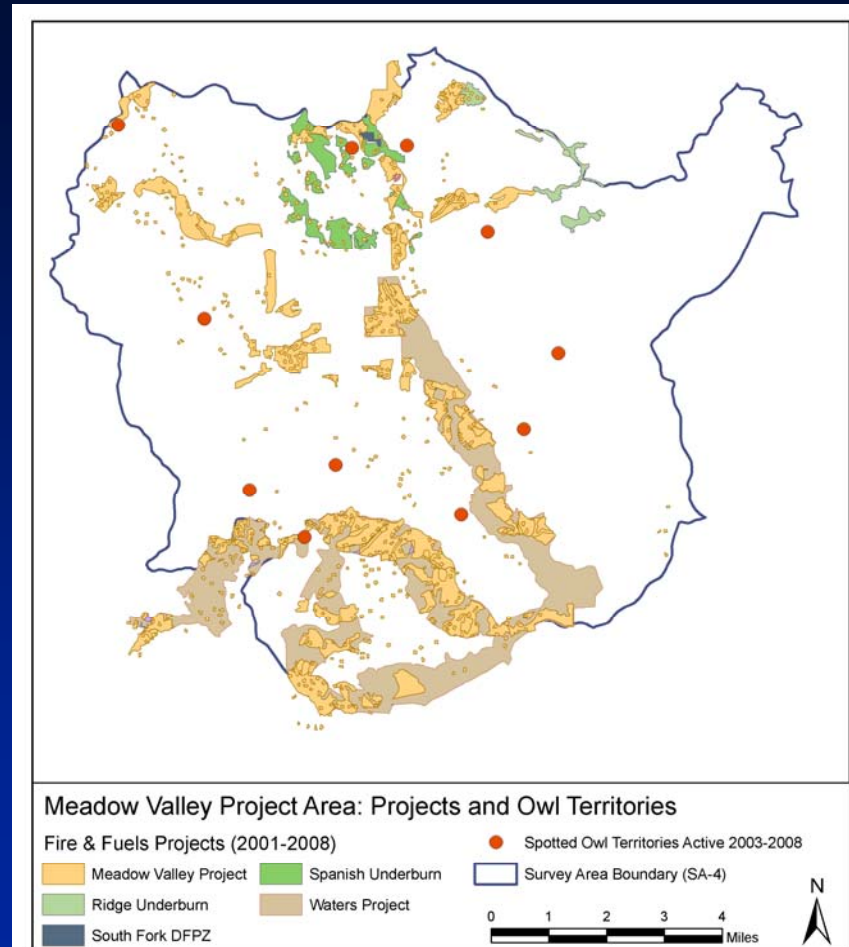 Meadow Valley Project Area: Projects and Owl Territories
Fire & Fuels Projects (2001-2008)
Meadow Valley Project
Ridge Underburn
South Fork DFPZ
Spanish Underburn
Waters Project
Spotted Owl Territories Active 2003-2008
Survey Area Boundary (SA-4)
0 1 2 3 4
Miles
N